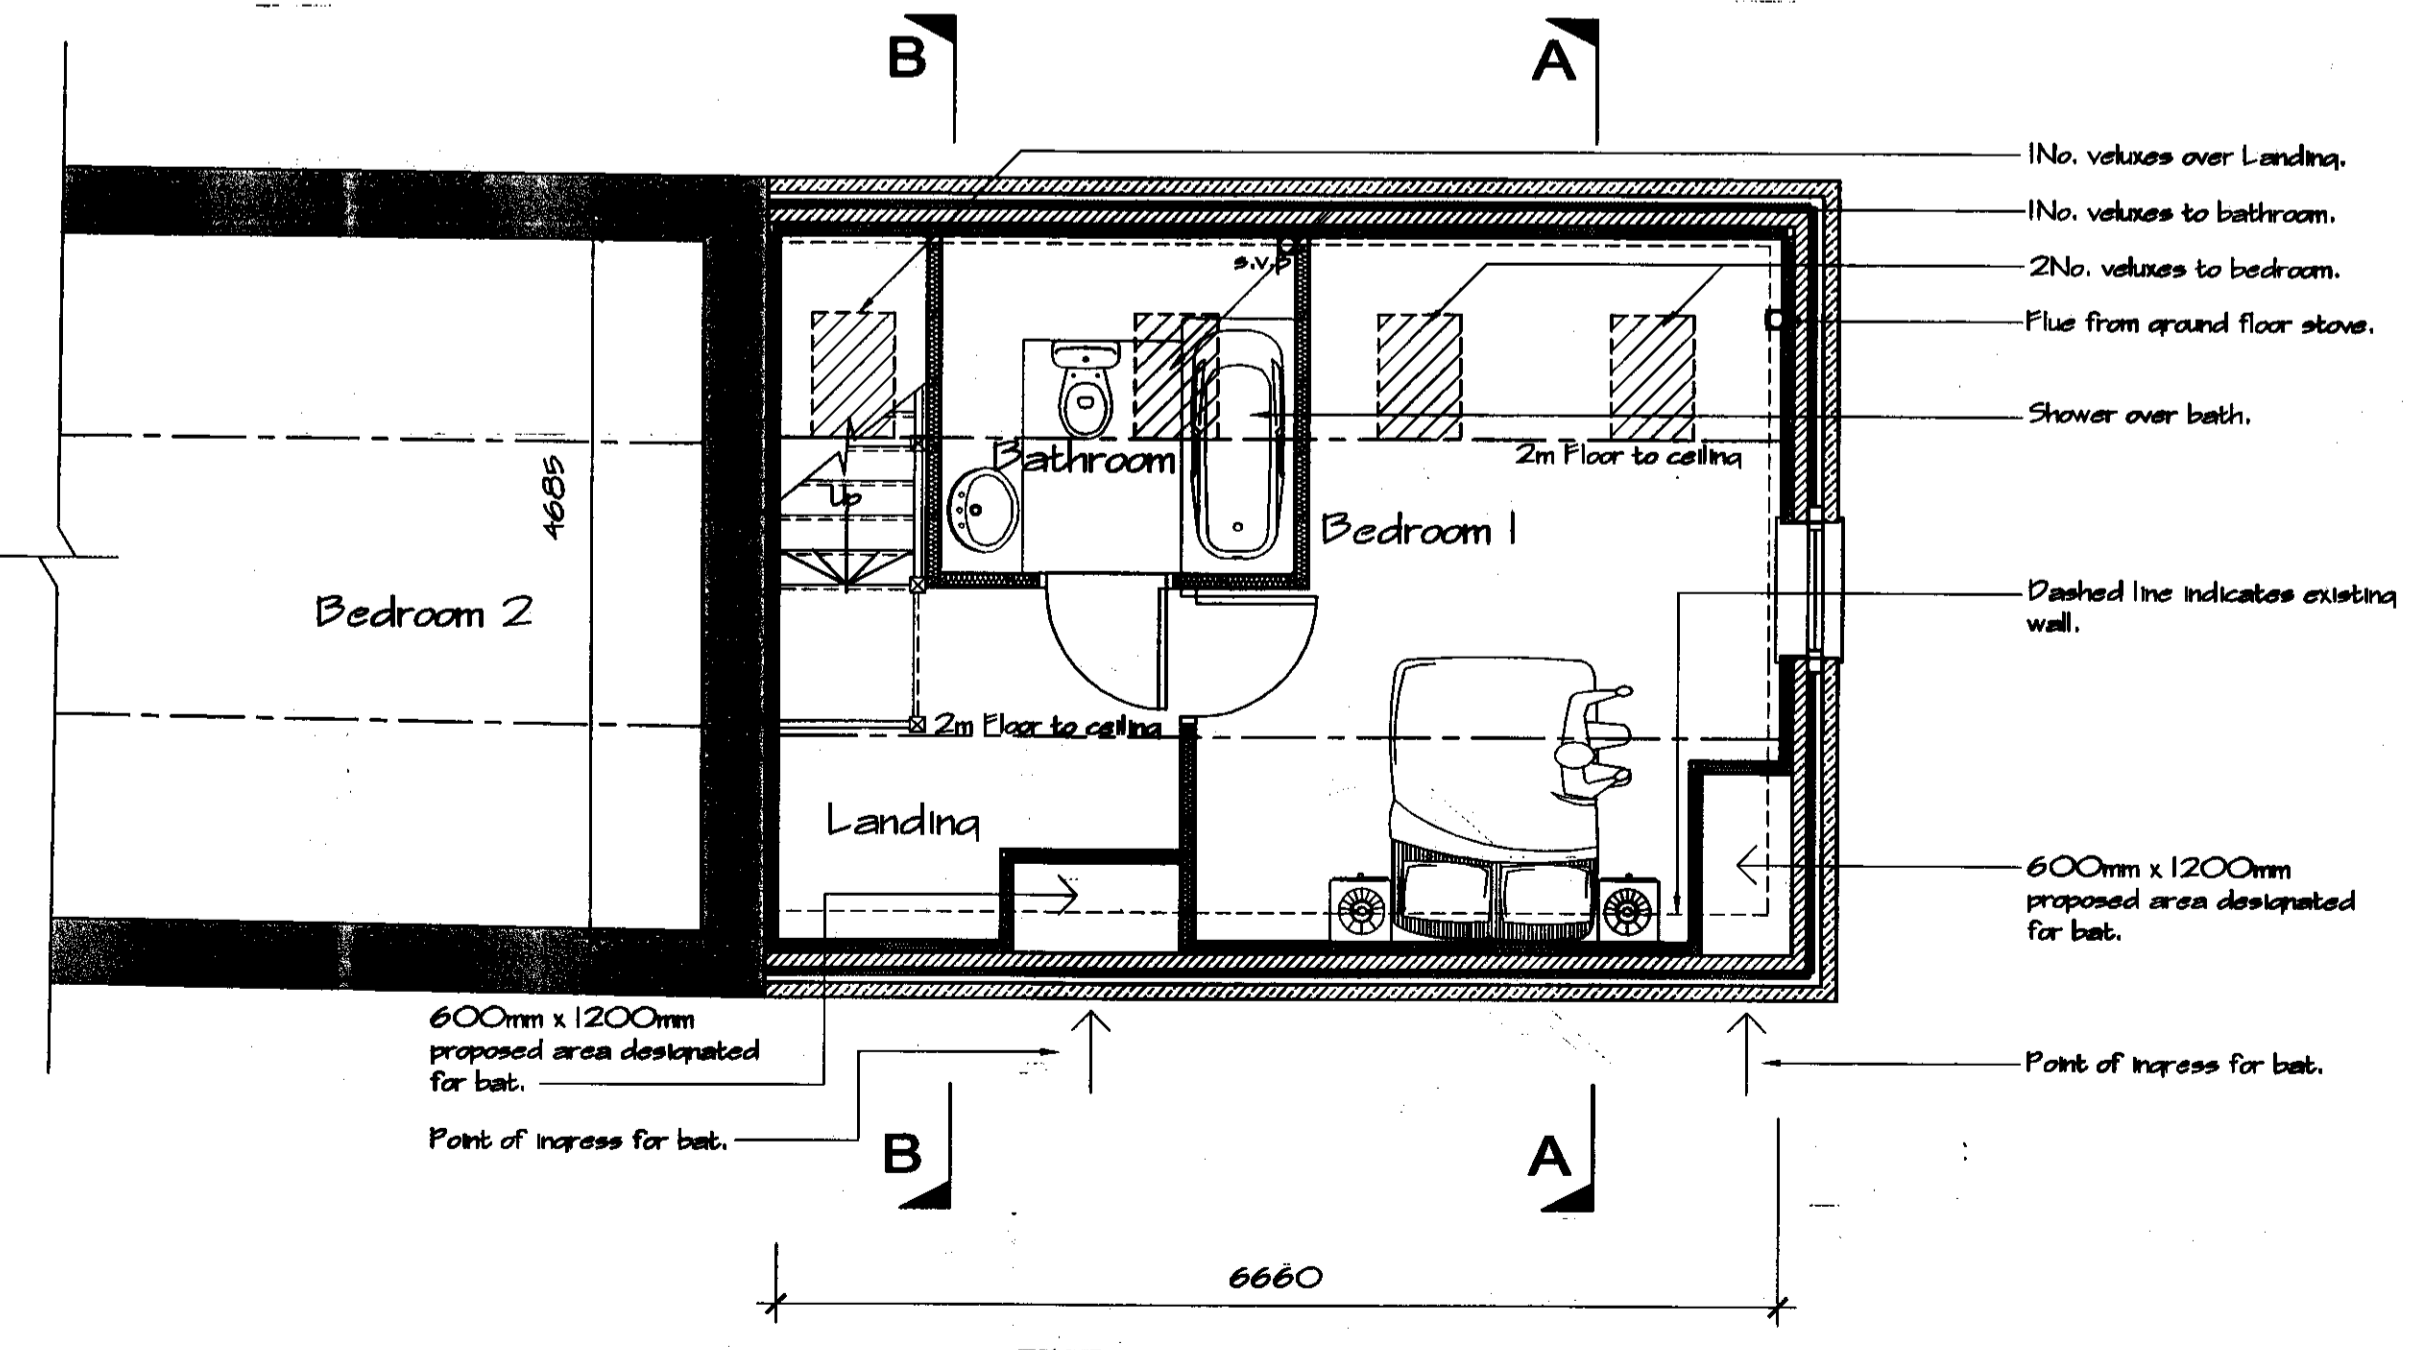 B
A
1No. veluxes over Landing.
1No. veluxes to bathroom.
2No. veluxes to bedroom.
Flue from ground floor stove.
Shower over bath.
s.v.p
Bathroom
2m Floor to ceiling
Up
4685
Bedroom 1
Bedroom 2
Dashed line indicates existing
wall.
2m Floor to ceiling
Landing
600mm x 1200mm
proposed area designated
for bat.
600mm x 1200mm
proposed area designated
for bat.
Point of ingress for bat.
Point of ingress for bat.
B
A
6660